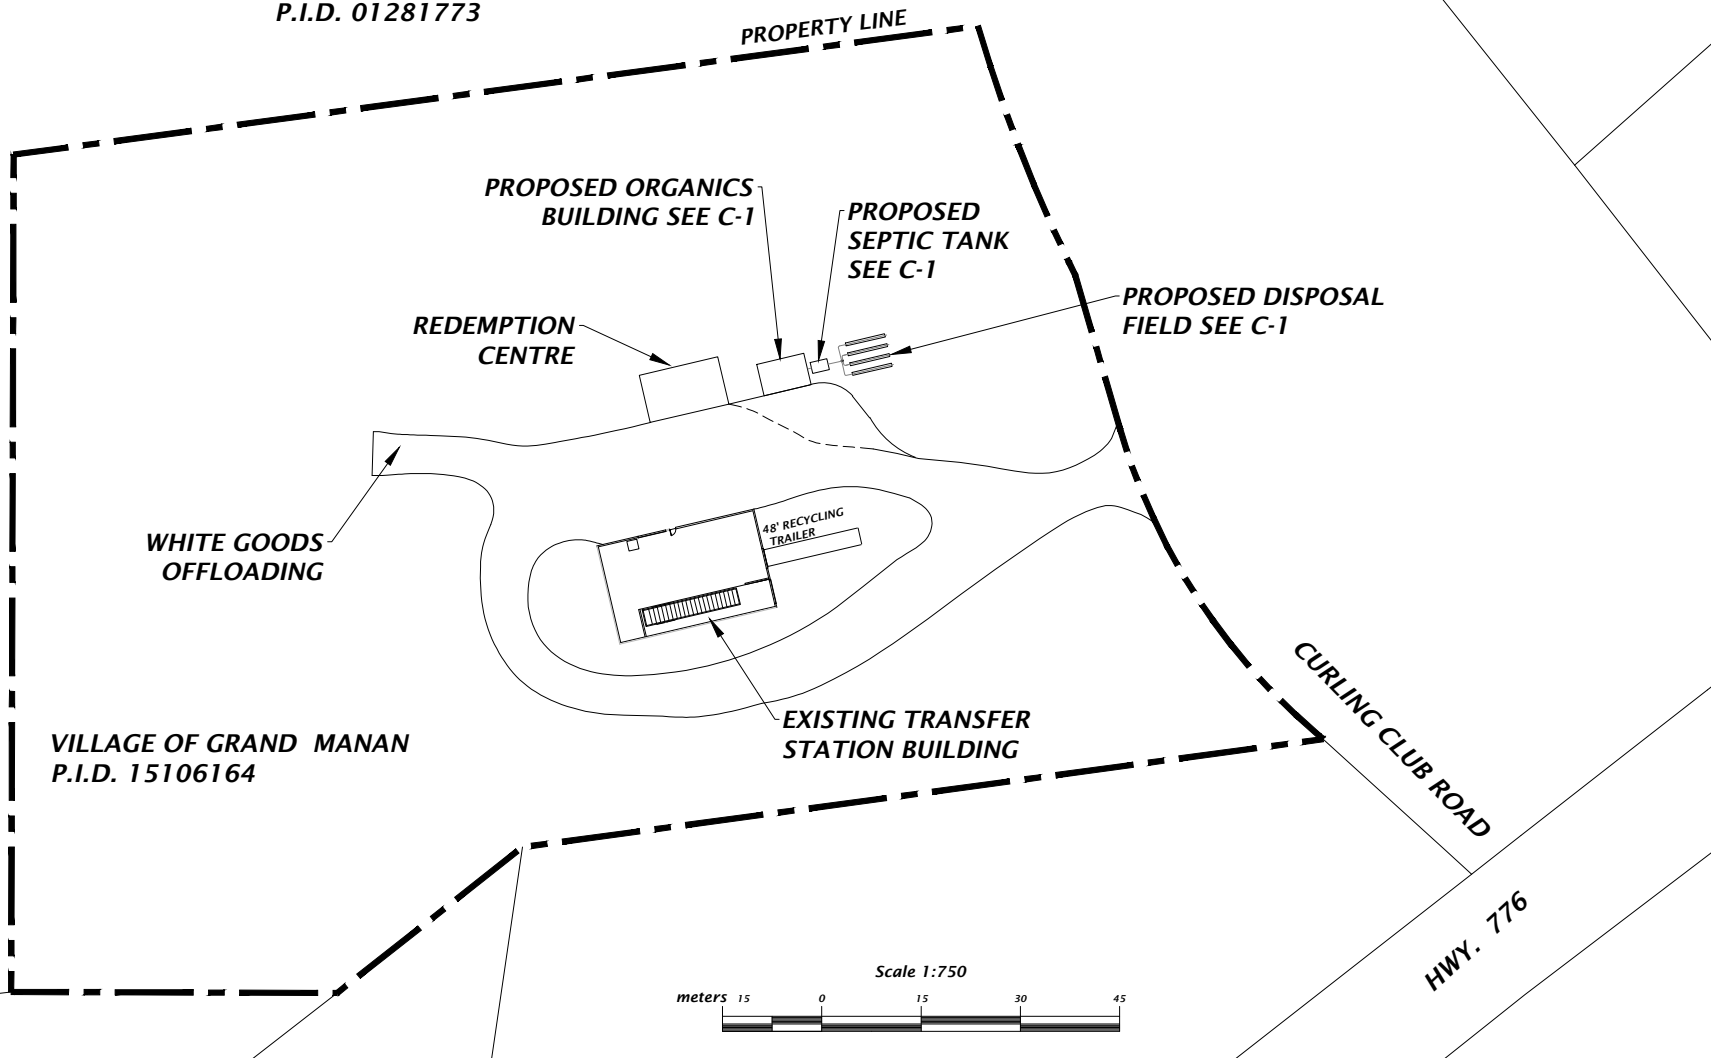 P.I.D. 01281773
PROPERTY LINE
PROPOSED ORGANICS
BUILDING SEE C-1
PROPOSED
SEPTIC TANK
SEE C-1
PROPOSED DISPOSAL
FIELD SEE C-1
REDEMPTION
CENTRE
WHITE GOODS
OFFLOADING
48' RECYCLING
TRAILER
EXISTING TRANSFER
STATION BUILDING
VILLAGE OF GRAND MANAN
P.I.D. 15106164
CURLING CLUB ROAD
HWY. 776
Scale 1:750
meters 15 0 15 30 45